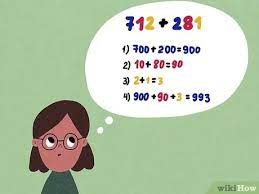 712 + 281
1) 700 + 200 = 900
2) 10 + 80 = 90
3) 2 + 1 = 3
4) 900 + 90 + 3 = 993
wikiHow